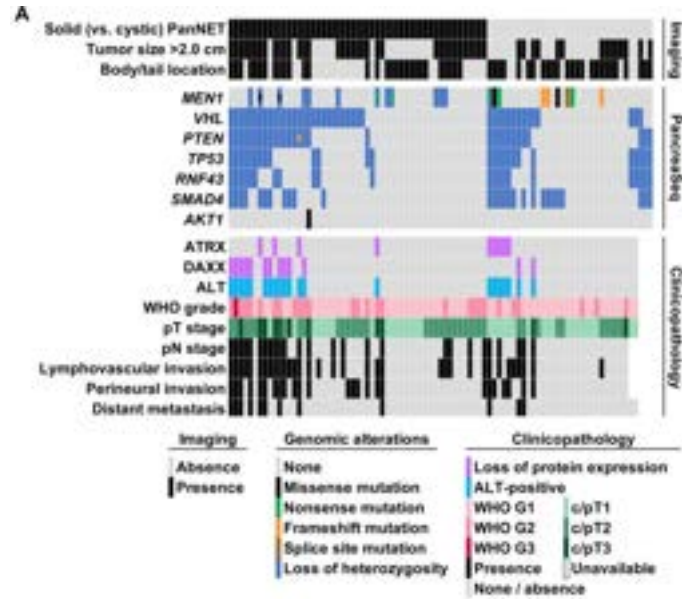 A
Solid (vs. cystic) PanNET
Tumor size >2.0 cm
Body/tail location
Imaging
MEN1
VHL
PTEN
TP53
RNF43
SMAD4
AKT1
PancreaSeq
ATRX
DAXX
ALT
WHO grade
pT stage
pN stage
Lymphovascular invasion
Perineural invasion
Distant metastasis
Clinicopathology
Imaging
Absence
Presence
Genomic alterations
None
Missense mutation
Nonsense mutation
Frameshift mutation
Splice site mutation
Loss of heterozygosity
Clinicopathology
Loss of protein expression
ALT-positive
WHO G1 c/pT1
WHO G2 c/pT2
WHO G3 c/pT3
Presence Unavailable
None / absence